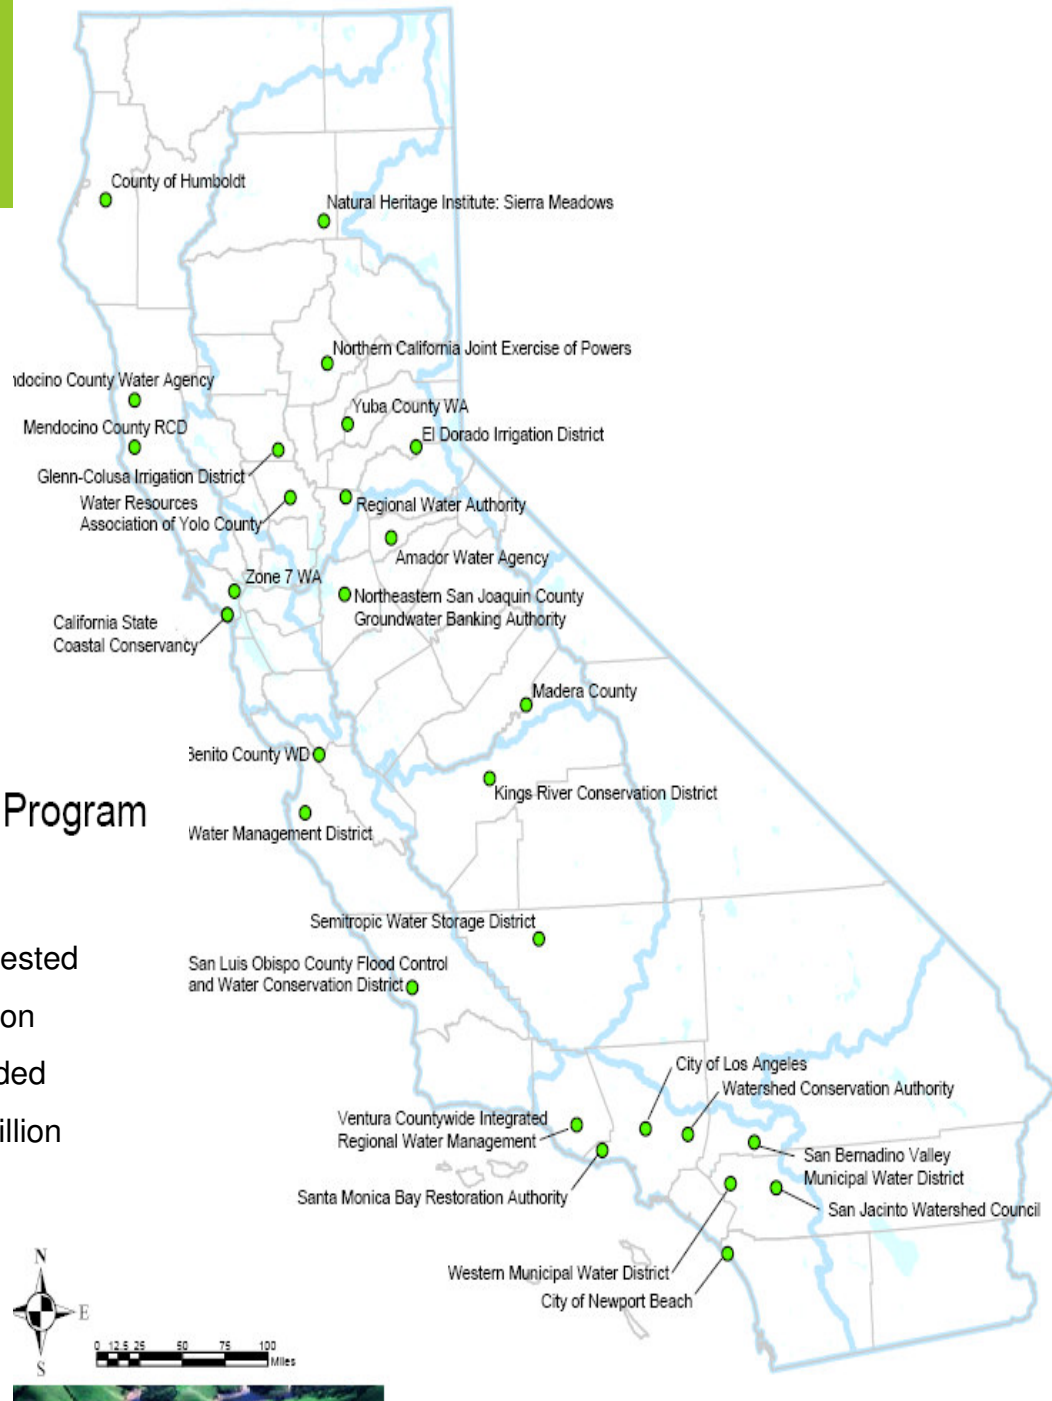 County of Humboldt
Natural Heritage Institute: Sierra Meadows
Northern California Joint Exercise of Powers
ndocino County Water Agency
Yuba County WA
Mendocino County RCD
El Dorado Irrigation District
Glenn-Colusa Irrigation District
Water Resources
Association of Yolo County
Regional Water Authority
Amador Water Agency
Zone 7 WA
Northeastern San Joaquin County
Groundwater Banking Authority
California State
Coastal Conservancy
Madera County
Benito County WD
Kings River Conservation District
Program
Water Management District
Semitropic Water Storage District
ested
San Luis Obispo County Flood Control
and Water Conservation District
on
ded
illion
City of Los Angeles
Watershed Conservation Authority
Ventura Countywide Integrated
Regional Water Management
San Bernadino Valley
Municipal Water District
Santa Monica Bay Restoration Authority
San Jacinto Watershed Council
Western Municipal Water District
City of Newport Beach
N
E
S
0 12.5 25 50 75 100
Miles